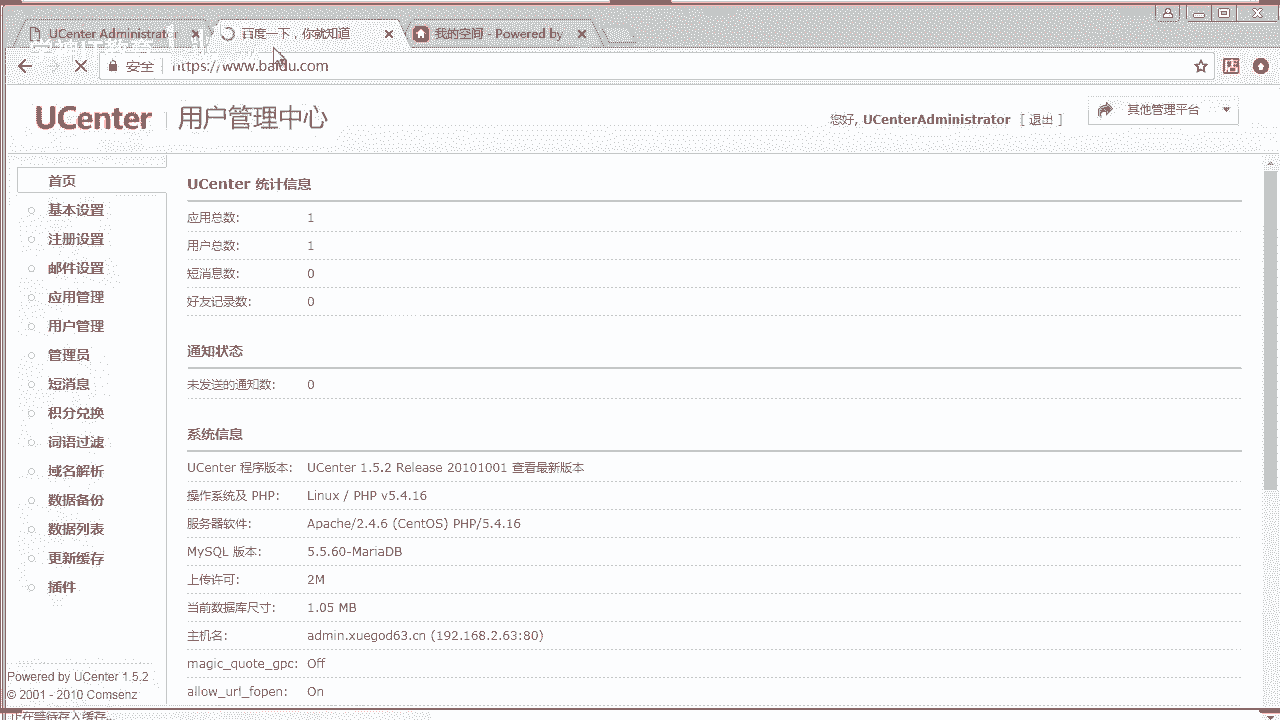 UCenter Administrat
百度一下，你就知道
我的空间 - Powered by
安全
https://www.baidu.com
UCenter 用户管理中心
您好, UCenterAdministrator [ 退出 ]
其他管理平台
首页
基本设置
注册设置
邮件设置
应用管理
用户管理
管理员
短消息
积分兑换
词语过滤
域名解析
数据备份
数据列表
更新缓存
插件
Powered by UCenter 1.5.2
© 2001 - 2010 Comsenz
UCenter 统计信息
应用总数: 1
用户总数: 1
短消息数: 0
好友记录数: 0
通知状态
未发送的通知数: 0
系统信息
UCenter 程序版本: UCenter 1.5.2 Release 20101001 查看最新版本
操作系统及 PHP: Linux / PHP v5.4.16
服务器软件: Apache/2.4.6 (CentOS) PHP/5.4.16
MySQL 版本: 5.5.60-MariaDB
上传许可: 2M
当前数据库尺寸: 1.05 MB
主机名: admin.xuegod63.cn (192.168.2.63:80)
magic_quote_gpc: Off
allow_url_fopen: On
正在等待存入缓存...